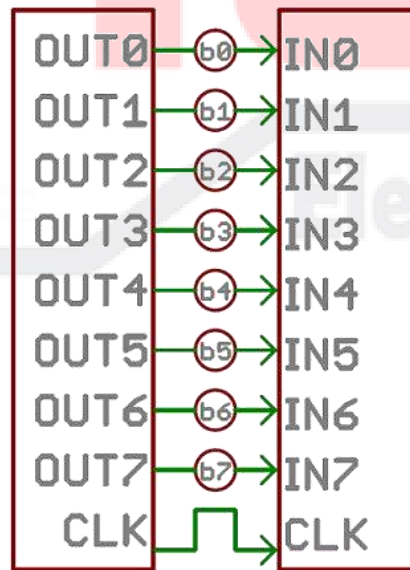 OUT0 b0 IN0
OUT1 b1 IN1
OUT2 b2 IN2
OUT3 b3 IN3
OUT4 b4 IN4
OUT5 b5 IN5
OUT6 b6 IN6
OUT7 b7 IN7
CLK CLK